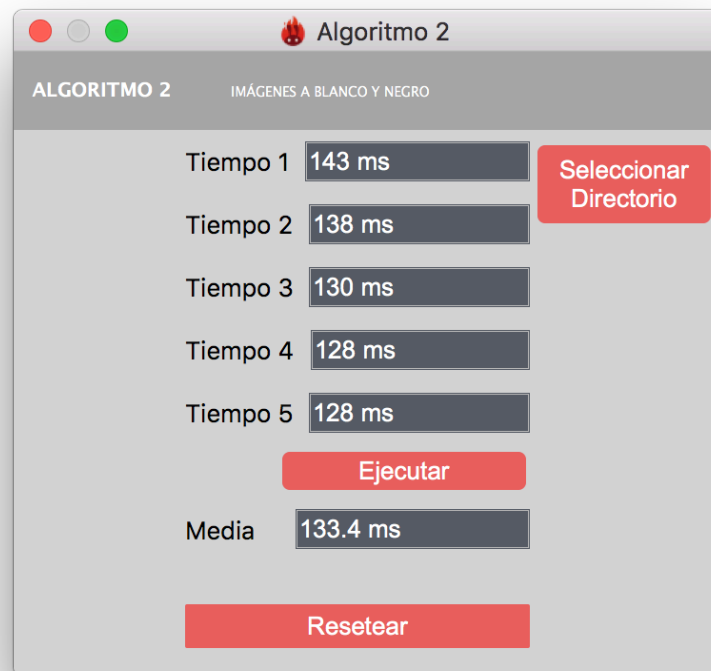 Algoritmo 2
ALGORITMO 2 IMÁGENES A BLANCO Y NEGRO
Tiempo 1 143 ms
Seleccionar
Directorio
Tiempo 2 138 ms
Tiempo 3 130 ms
Tiempo 4 128 ms
Tiempo 5 128 ms
Ejecutar
Media 133.4 ms
Resetear